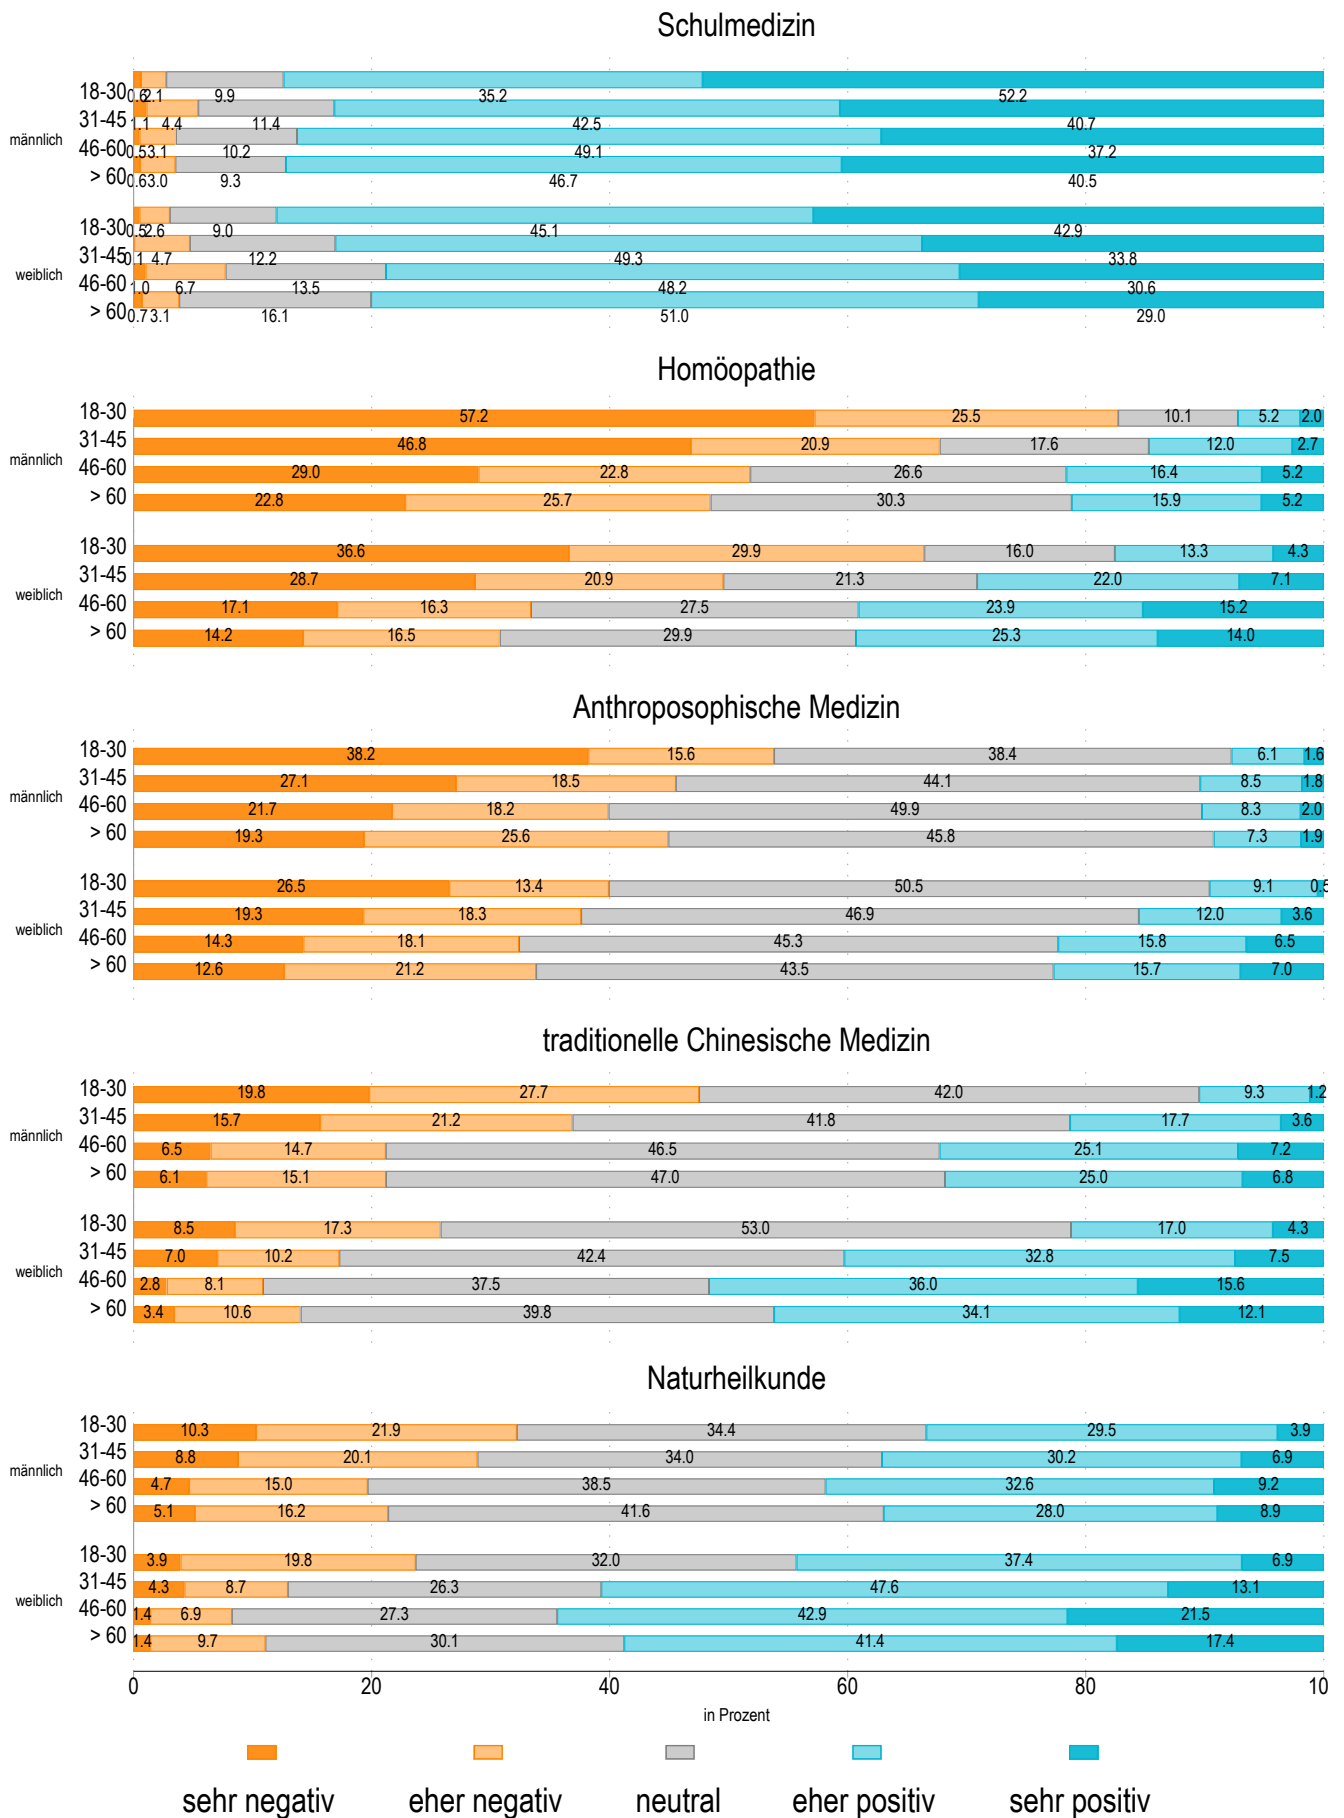 Schulmedizin
männlich
18-30 0.6 2.1 9.9 35.2 52.2
31-45 1.1 4.4 11.4 42.5 40.7
46-60 0.5 3.1 10.2 49.1 37.2
> 60 0.6 3.0 9.3 46.7 40.5
weiblich
18-30 0.5 2.6 9.0 45.1 42.9
31-45 0.1 4.7 12.2 49.3 33.8
46-60 1.0 6.7 13.5 48.2 30.6
> 60 0.7 3.1 16.1 51.0 29.0
Homöopathie
männlich
18-30 57.2 25.5 10.1 5.2 2.0
31-45 46.8 20.9 17.6 12.0 2.7
46-60 29.0 22.8 26.6 16.4 5.2
> 60 22.8 25.7 30.3 15.9 5.2
weiblich
18-30 36.6 29.9 16.0 13.3 4.3
31-45 28.7 20.9 21.3 22.0 7.1
46-60 17.1 16.3 27.5 23.9 15.2
> 60 14.2 16.5 29.9 25.3 14.0
Anthroposophische Medizin
männlich
18-30 38.2 15.6 38.4 6.1 1.6
31-45 27.1 18.5 44.1 8.5 1.8
46-60 21.7 18.2 49.9 8.3 2.0
> 60 19.3 25.6 45.8 7.3 1.9
weiblich
18-30 26.5 13.4 50.5 9.1 0.5
31-45 19.3 18.3 46.9 12.0 3.6
46-60 14.3 18.1 45.3 15.8 6.5
> 60 12.6 21.2 43.5 15.7 7.0
traditionelle Chinesische Medizin
männlich
18-30 19.8 27.7 42.0 9.3 1.2
31-45 15.7 21.2 41.8 17.7 3.6
46-60 6.5 14.7 46.5 25.1 7.2
> 60 6.1 15.1 47.0 25.0 6.8
weiblich
18-30 8.5 17.3 53.0 17.0 4.3
31-45 7.0 10.2 42.4 32.8 7.5
46-60 2.8 8.1 37.5 36.0 15.6
> 60 3.4 10.6 39.8 34.1 12.1
Naturheilkunde
männlich
18-30 10.3 21.9 34.4 29.5 3.9
31-45 8.8 20.1 34.0 30.2 6.9
46-60 4.7 15.0 38.5 32.6 9.2
> 60 5.1 16.2 41.6 28.0 8.9
weiblich
18-30 3.9 19.8 32.0 37.4 6.9
31-45 4.3 8.7 26.3 47.6 13.1
46-60 1.4 6.9 27.3 42.9 21.5
> 60 1.4 9.7 30.1 41.4 17.4
0 20 40 60 80 10
in Prozent
sehr negativ eher negativ neutral eher positiv sehr positiv